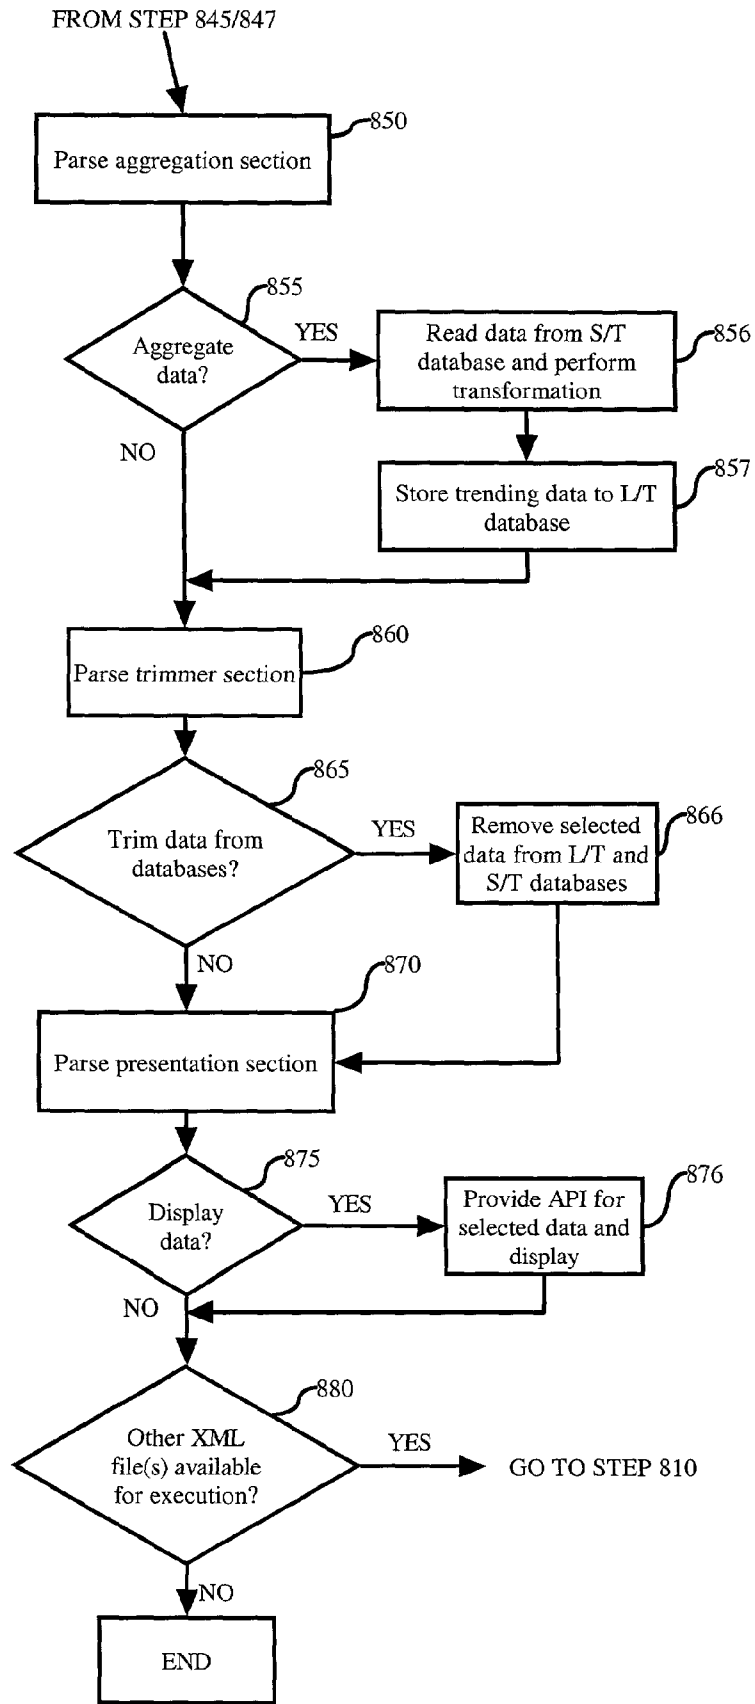 FROM STEP 845/847
850
Parse aggregation section
855
Aggregate
data?
YES
Read data from S/T
database and perform
transformation
856
NO
Store trending data to L/T
database
857
860
Parse trimmer section
865
Trim data from
databases?
YES
Remove selected
data from L/T and
S/T databases
866
NO
870
Parse presentation section
875
Display
data?
YES
Provide API for
selected data and
display
876
NO
880
Other XML
file(s) available
for execution?
YES
GO TO STEP 810
NO
END